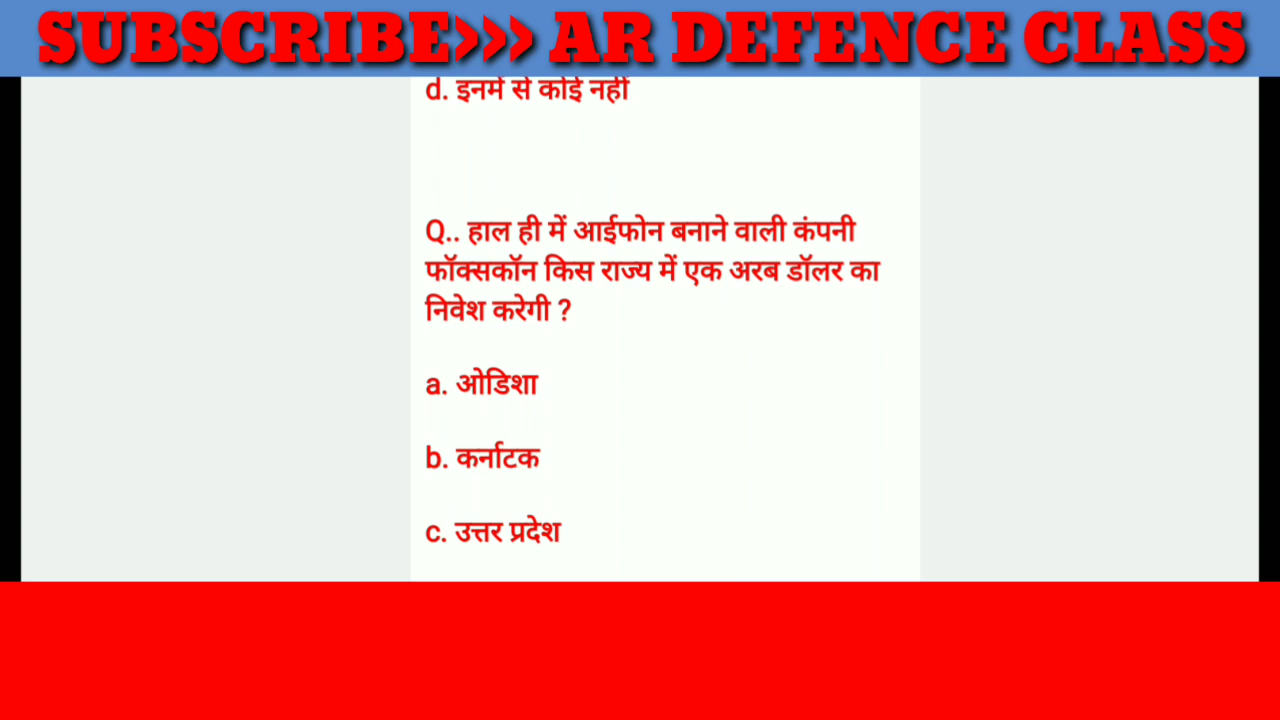 SUBSCRIBE››› AR DEFENCE CLASS
d. इनमें से कोई नहीं
Q.. हाल ही में आईफोन बनाने वाली कंपनी
फॉक्सकॉन किस राज्य में एक अरब डॉलर का
निवेश करेगी ?
a. ओडिशा
b. कर्नाटक
c. उत्तर प्रदेश